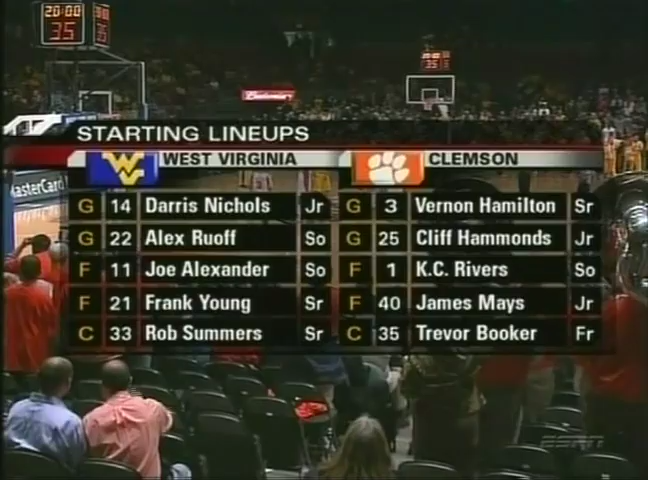 20:00
35
35
Budweiser
MasterCard
STARTING LINEUPS
WV WEST VIRGINIA CLEMSON
G 14 Darris Nichols Jr G 3 Vernon Hamilton Sr
G 22 Alex Ruoff So G 25 Cliff Hammonds Jr
F 11 Joe Alexander So F 1 K.C. Rivers So
F 21 Frank Young Sr F 40 James Mays Jr
C 33 Rob Summers Sr C 35 Trevor Booker Fr
ESPN